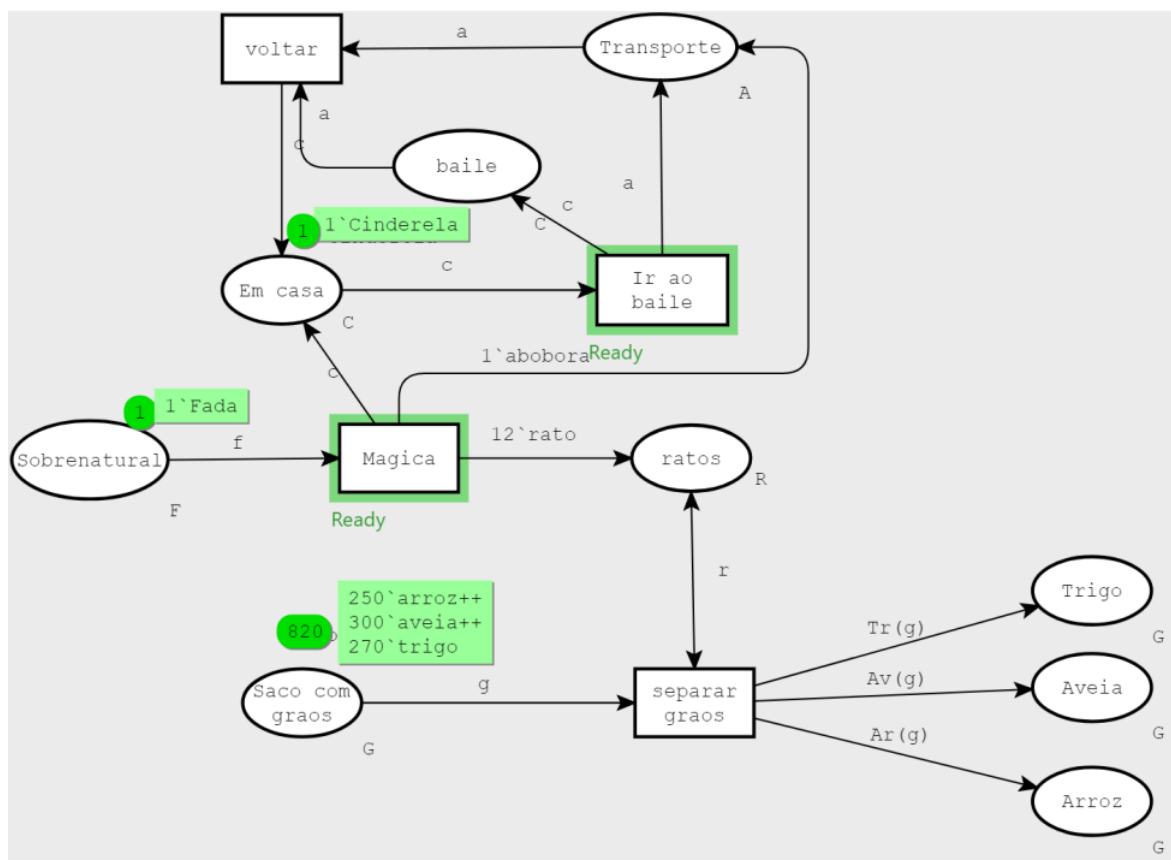 a
voltar
Transporte
A
a
c
baile
a
c
C
1
1`Cinderela
c
Em casa
C
Ir ao
baile
Ready
1`abobora
c
1
1`Fada
f
Sobrenatural
F
Magica
Ready
12`rato
ratos
R
r
250`arroz++
300`aveia++
270`trigo
820
Saco com
graos
G
g
separar
graos
Tr(g)
Av(g)
Ar(g)
Trigo
G
Aveia
G
Arroz
G